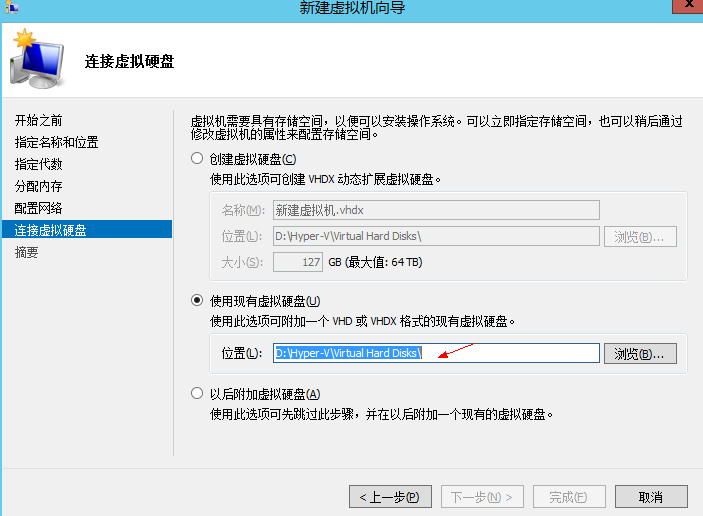 新建虚拟机向导
连接虚拟硬盘
开始之前
指定名称和位置
指定代数
分配内存
配置网络
连接虚拟硬盘
摘要
虚拟机需要具有存储空间，以便可以安装操作系统。可以立即指定存储空间，也可以稍后通过
修改虚拟机的属性来配置存储空间。
创建虚拟硬盘(C)
使用此选项可创建 VHDX 动态扩展虚拟硬盘。
名称(M): 新建虚拟机.vhdx
位置(L): D:\Hyper-V\Virtual Hard Disks\ 浏览(B)...
大小(S): 127 GB (最大值: 64 TB)
使用现有虚拟硬盘(U)
使用此选项可附加一个 VHD 或 VHDX 格式的现有虚拟硬盘。
位置(L): D:\Hyper-V\Virtual Hard Disks\ 浏览(B)...
以后附加虚拟硬盘(A)
使用此选项可先跳过此步骤，并在以后附加一个现有的虚拟硬盘。
< 上一步(P) 下一步(N) > 完成(F) 取消